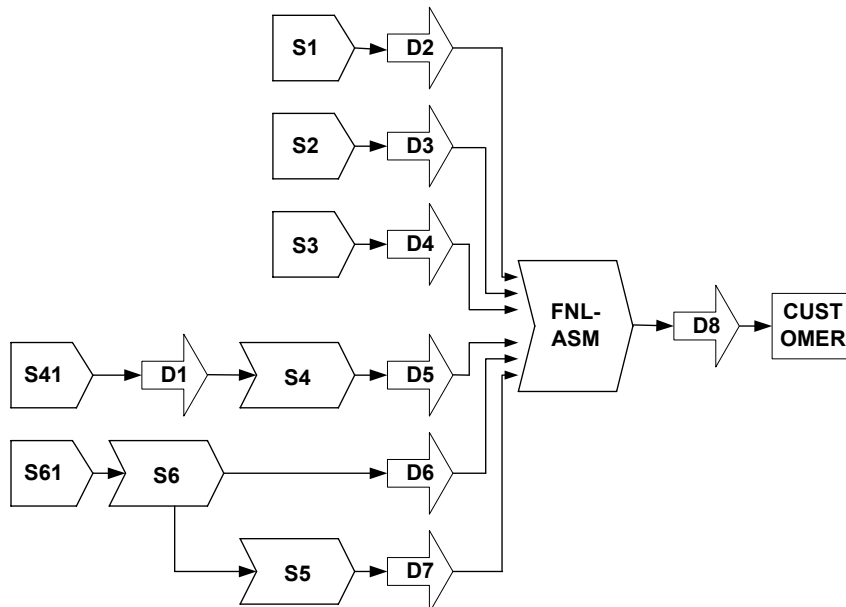 S1
D2
S2
D3
S3
D4
FNL-
ASM
D8
CUST
OMER
S41
D1
S4
D5
S61
S6
D6
S5
D7